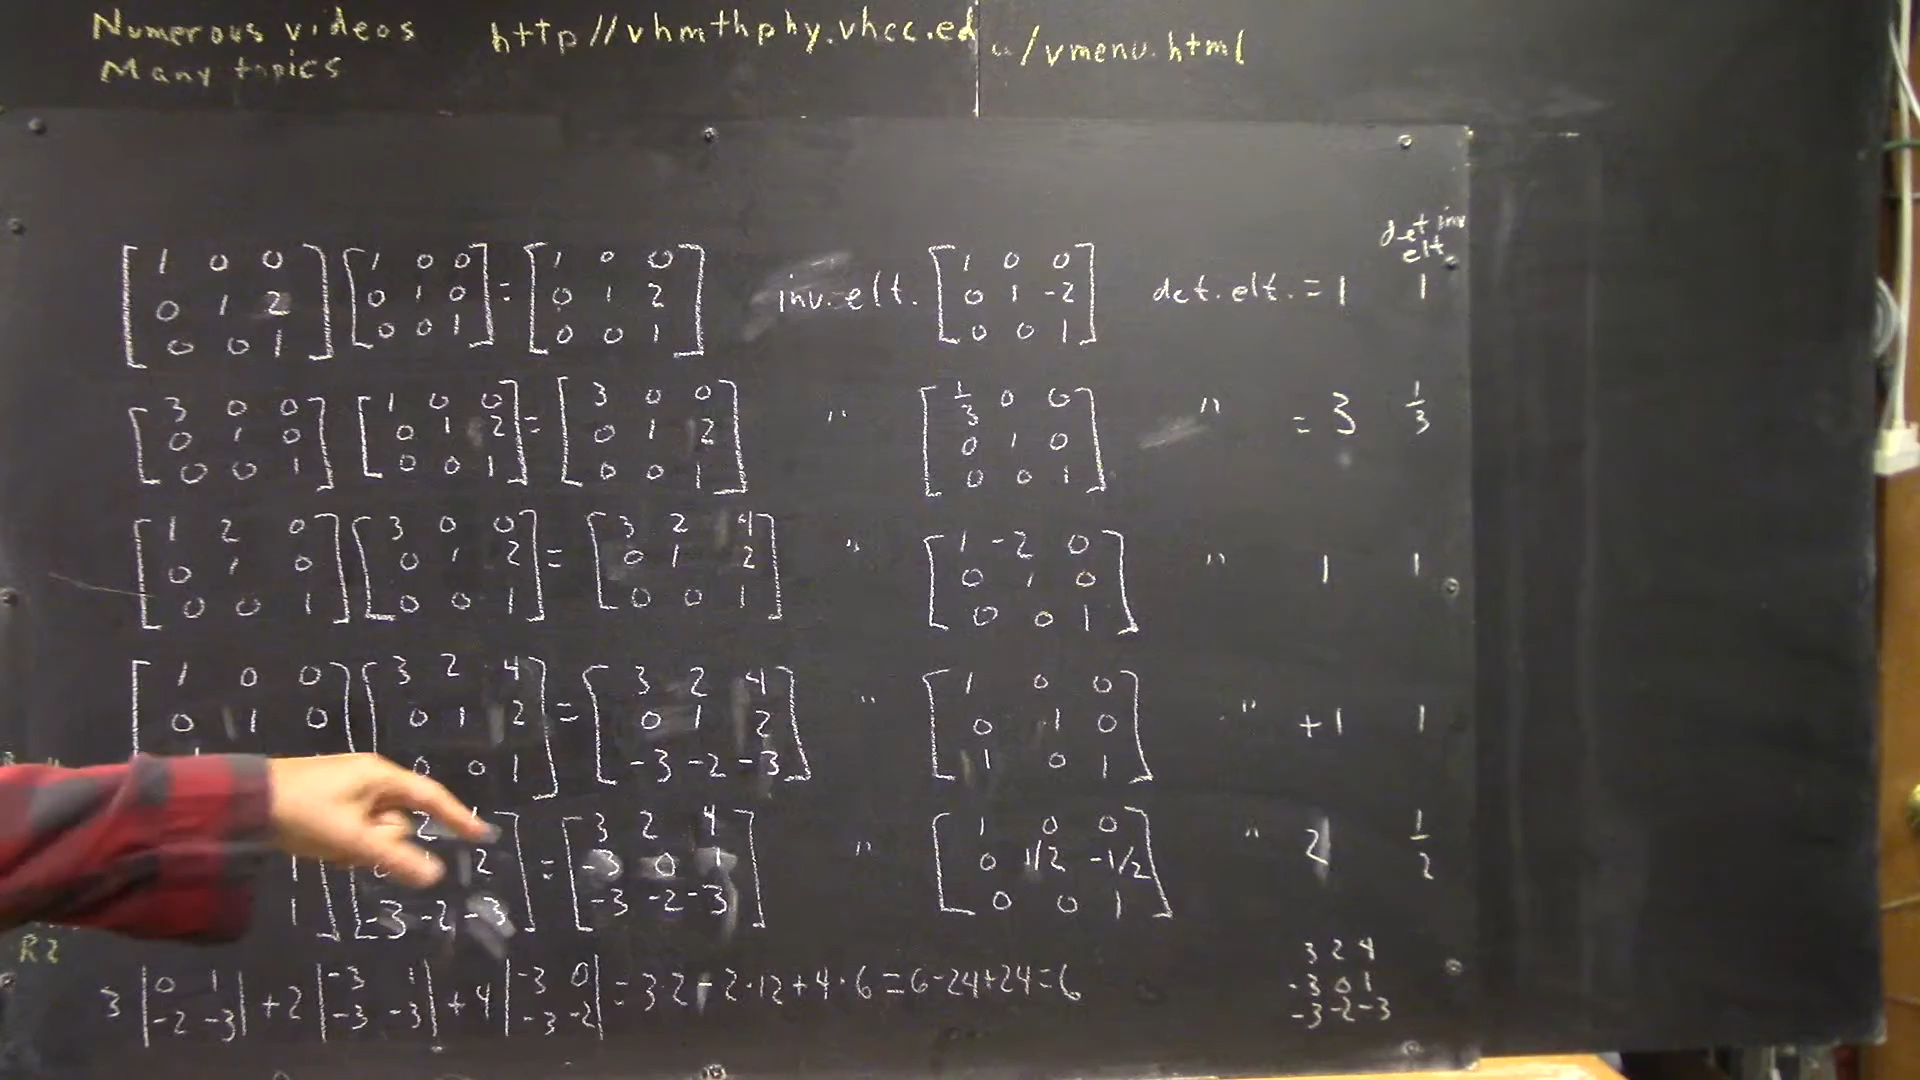 Numerous videos http//vhmthphy.vhcc.edu/vmenu.html
Many topics
det inv
elt.
[1 0 0] [1 0 0] = [1 0 0] inv. elt. [1 0 0] det. elt. = 1 1
[0 1 2] [0 1 0] [0 1 2] [0 1 -2]
[0 0 1] [0 0 1] [0 0 1] [0 0 1]
[3 0 0] [1 0 0] = [3 0 0] " [1/3 0 0] " = 3 1/3
[0 1 0] [0 1 2] [0 1 2] [0 1 0]
[0 0 1] [0 0 1] [0 0 1] [0 0 1]
[1 2 0] [3 0 0] = [3 2 4] " [1 -2 0] " 1 1
[0 1 0] [0 1 2] [0 1 2] [0 1 0]
[0 0 1] [0 0 1] [0 0 1] [0 0 1]
[1 0 0] [3 2 4] = [3 2 4] " [1 0 0] " +1 1
[0 1 0] [0 1 2] [0 1 2] [0 1 0]
0 0 1] [-3 -2 -3] [1 0 1]
2 = [3 2 4] " [1 0 0] " 2 1/2
1] 2] [-3 0 1] [0 1/2 -1/2]
1] [-3 -2 -3] [-3 -2 -3] [0 0 1]
R2
3 |0 1| + 2 |-3 1| + 4 |-3 0| = 3·2 - 2·12 + 4·6 = 6-24+24=6
|-2 -3| |-3 -3| |-3 -2|
3 2 4
-3 0 1
-3 -2 -3